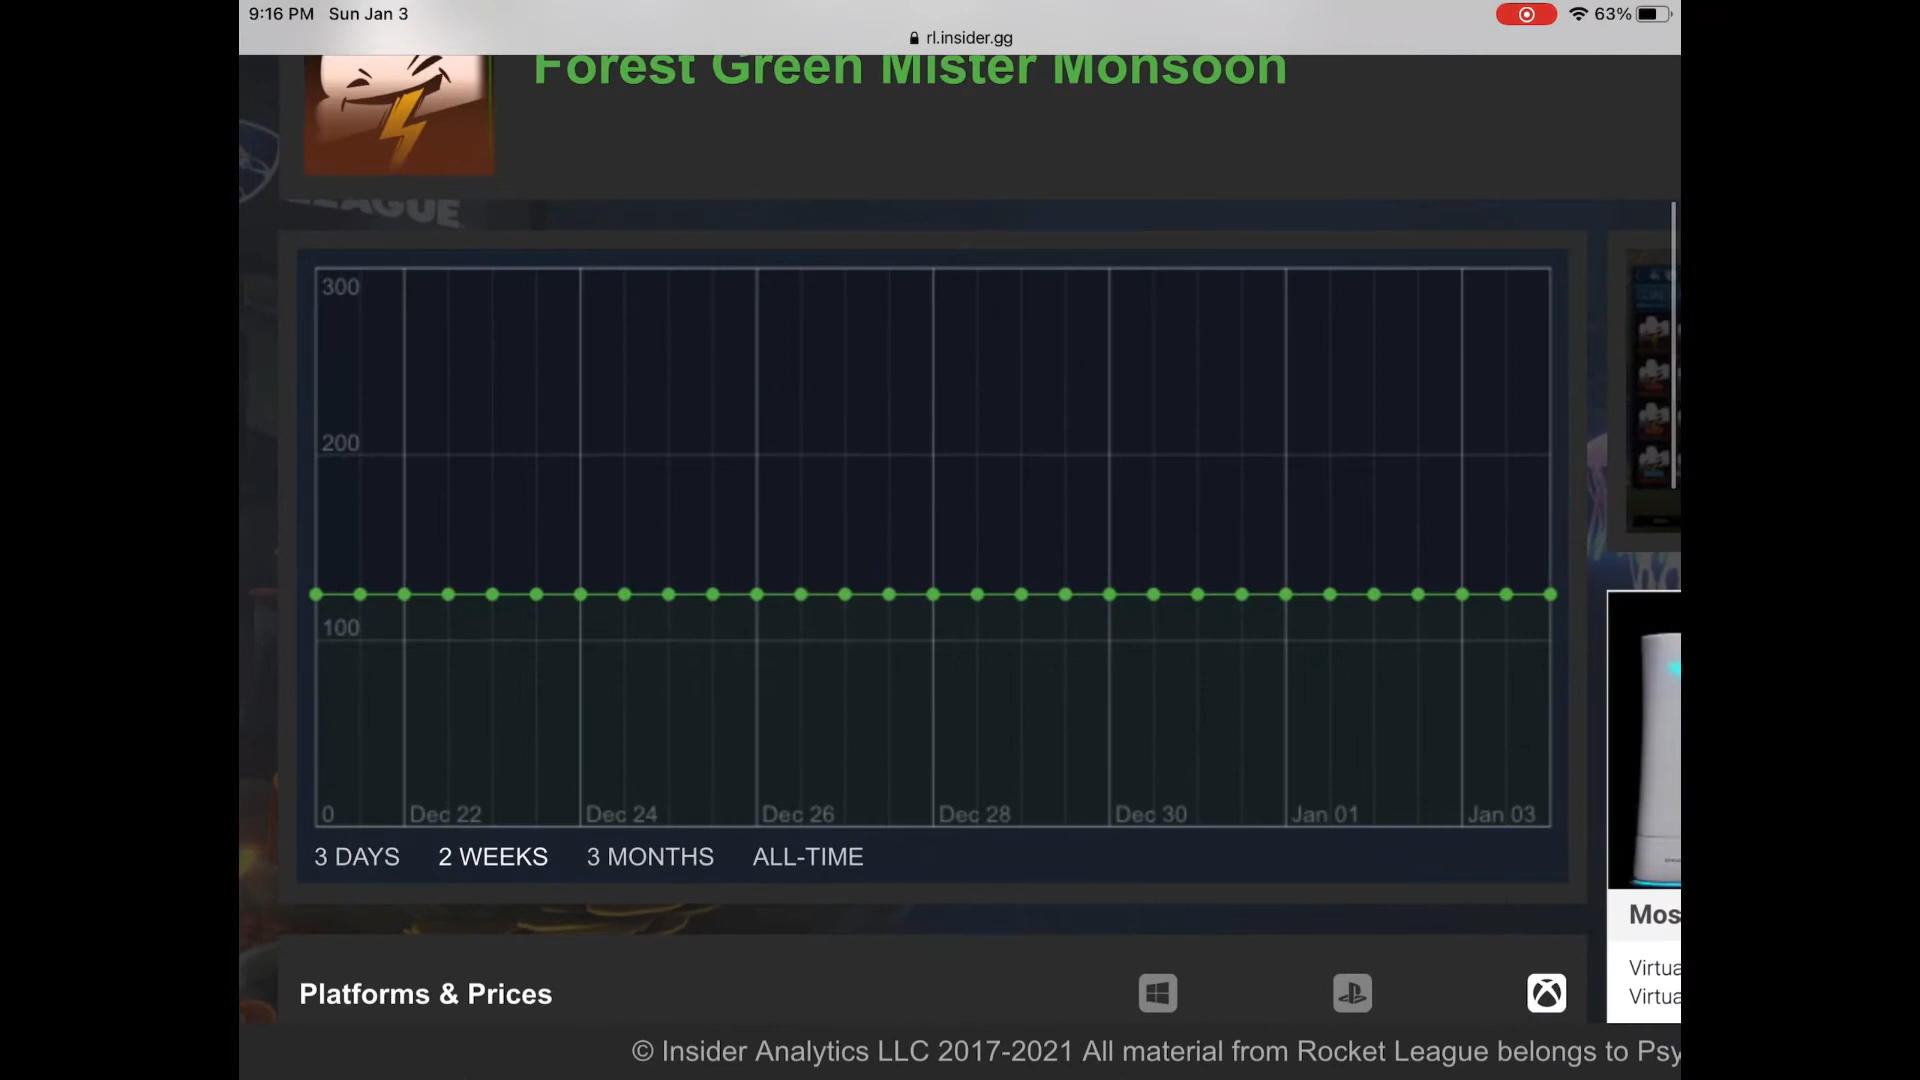 9:16 PM Sun Jan 3
63%
rl.insider.gg
Forest Green Mister Monsoon
LEAGUE
300
200
100
0 Dec 22 Dec 24 Dec 26 Dec 28 Dec 30 Jan 01 Jan 03
3 DAYS 2 WEEKS 3 MONTHS ALL-TIME
Mos
Virtua
Virtua
Platforms & Prices
© Insider Analytics LLC 2017-2021 All material from Rocket League belongs to Psy